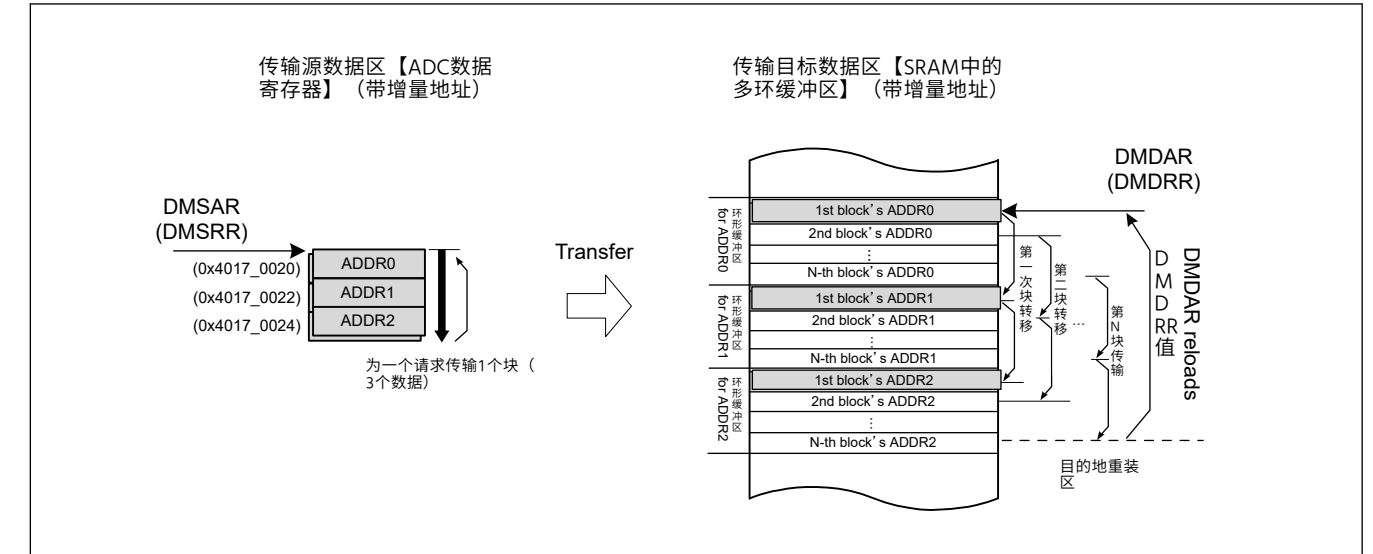 传输源数据区【ADC数据
寄存器】（带增量地址）
传输目标数据区【SRAM中的
多环缓冲区】（带增量地址）
DMSAR
(DMSRR)
(0x4017_0020)
ADDR0
(0x4017_0022)
ADDR1
(0x4017_0024)
ADDR2
为一个请求传输1个块（
3个数据）
Transfer
环形缓冲区
for ADDR0
1st block’s ADDR0
2nd block’s ADDR0
⋮
N-th block’s ADDR0
环形缓冲区
for ADDR1
1st block’s ADDR1
2nd block’s ADDR1
⋮
N-th block’s ADDR1
环形缓冲区
for ADDR2
1st block’s ADDR2
2nd block’s ADDR2
⋮
N-th block’s ADDR2
第一次块转移
第二块转移
…
第N块传输
DMDAR
(DMDRR)
DMDRR值
DMDAR reloads
目的地重装
区